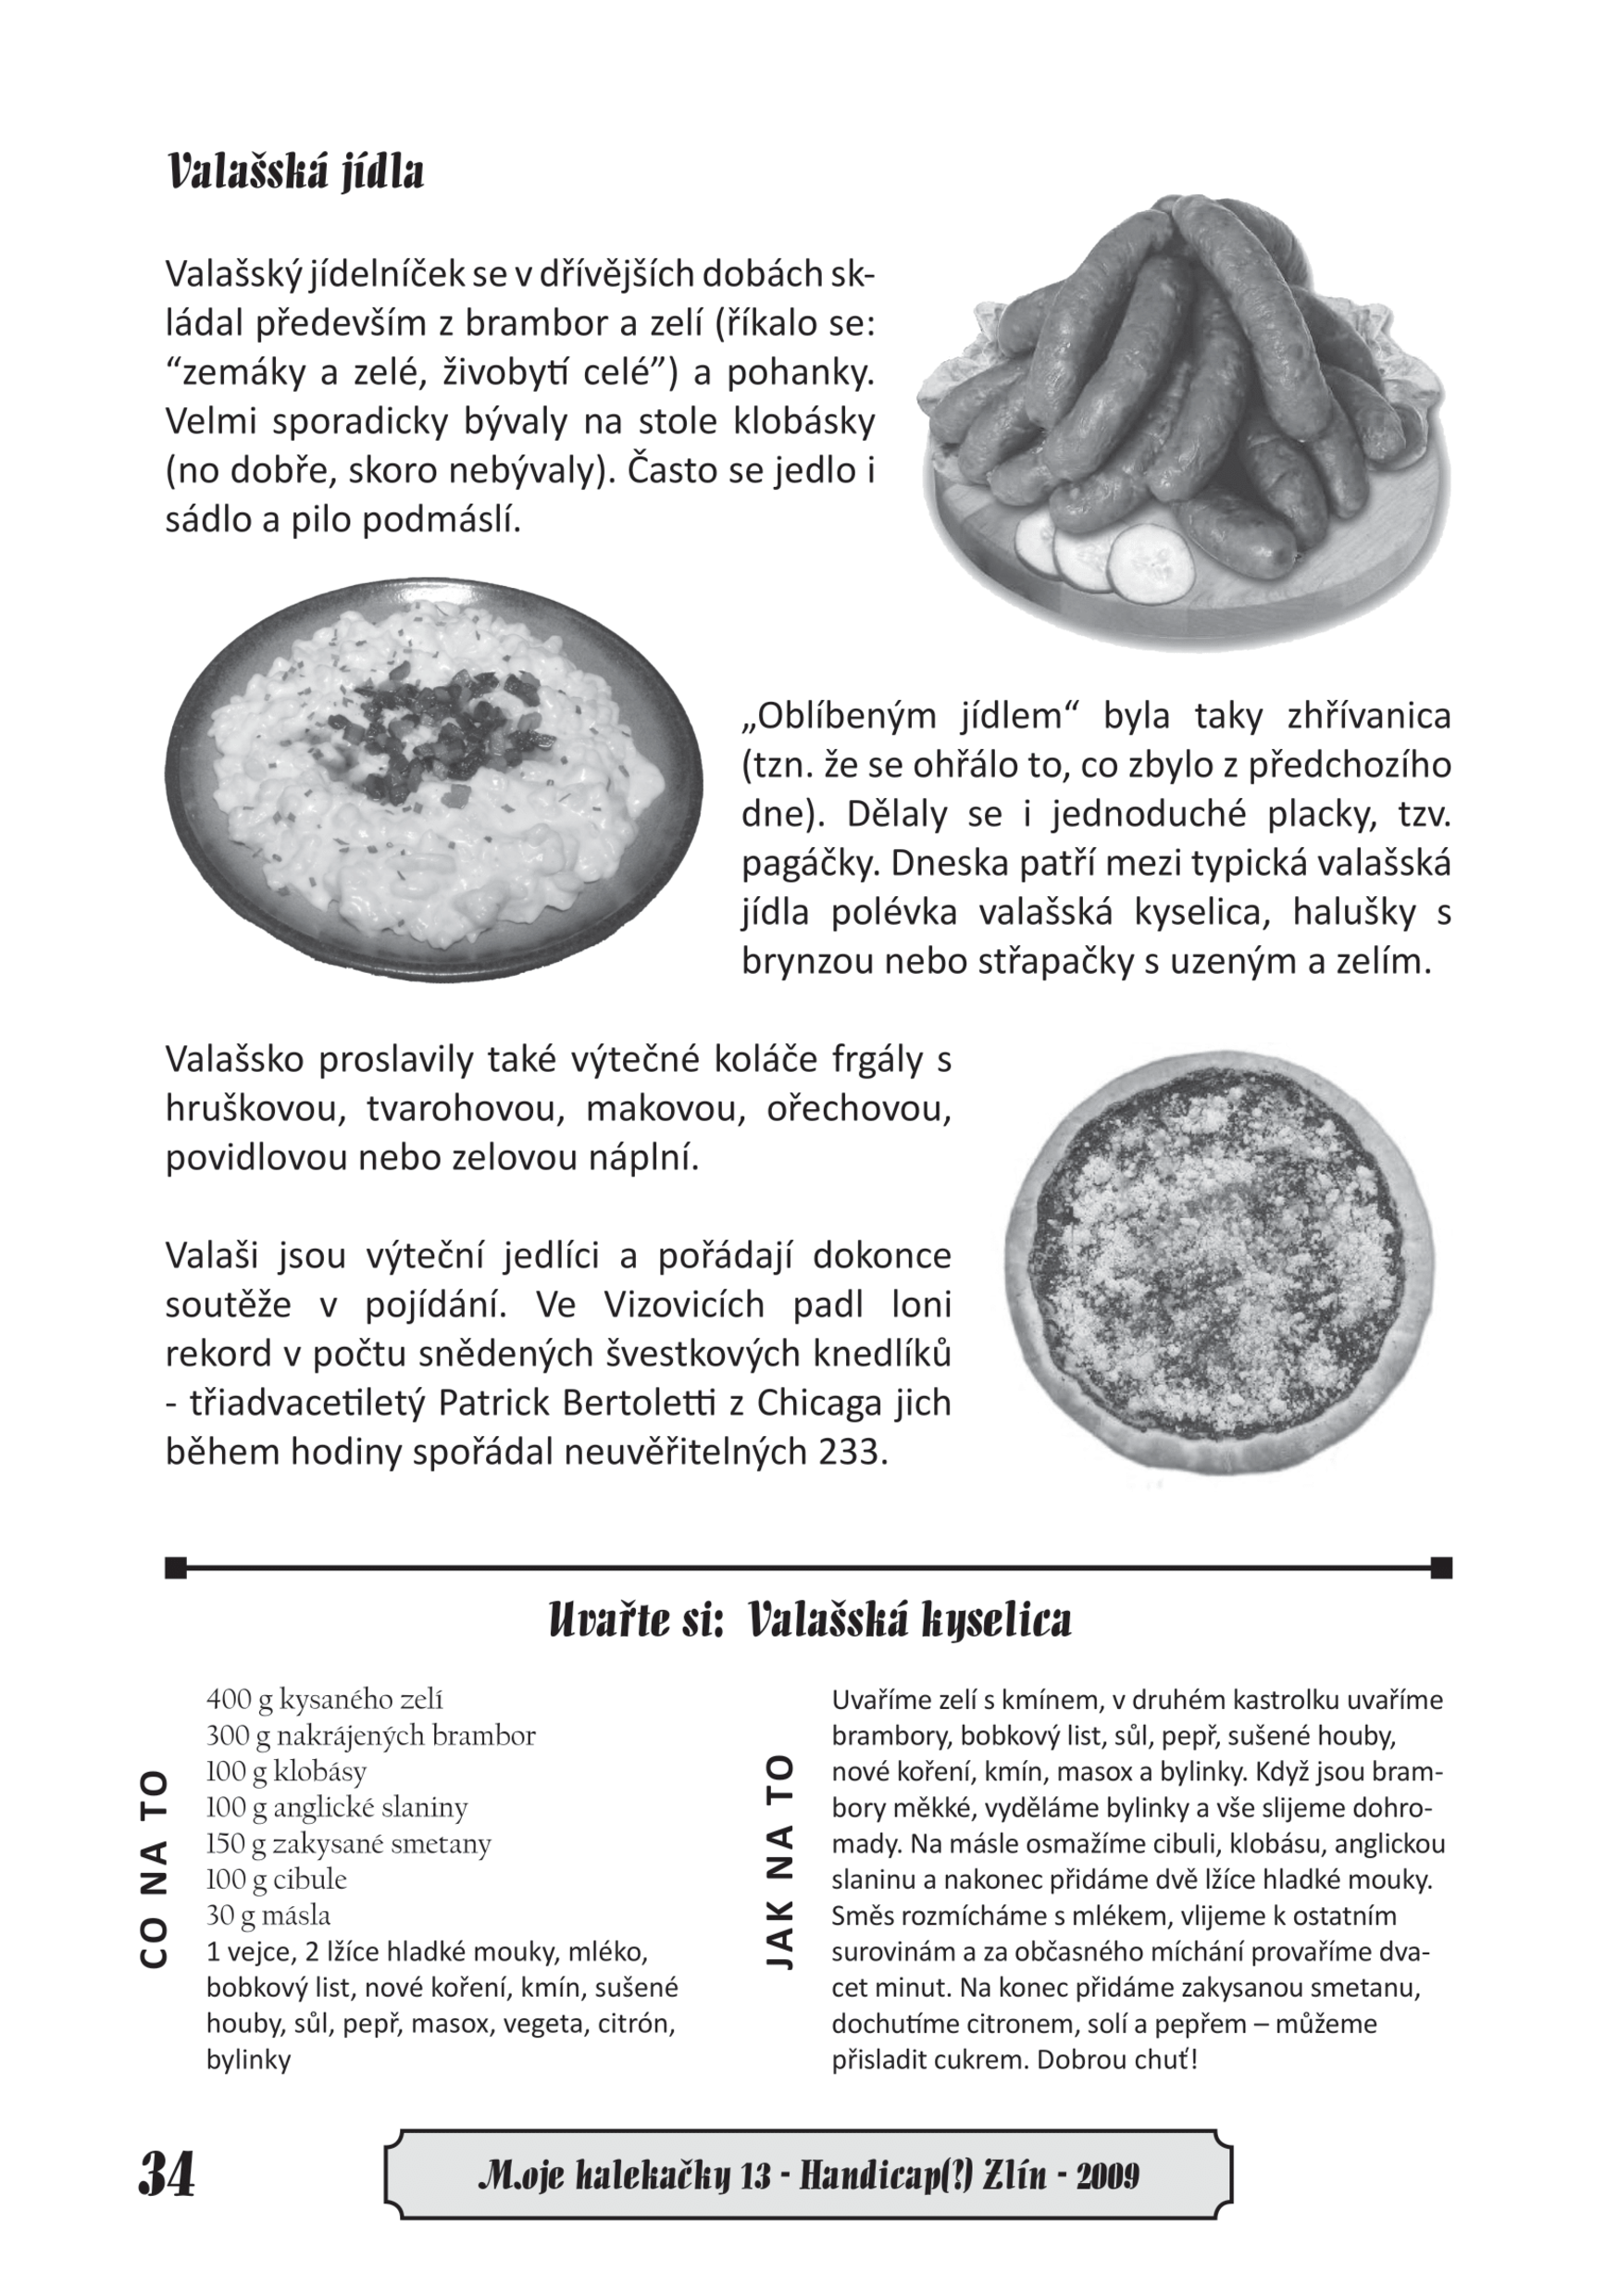 Valašská jídla
Valašský jídelníček se v dřívějších dobách sk-
ládal především z brambor a zelí (říkalo se:
“zemáky a zelé, živobytí celé”) a pohanky.
Velmi sporadicky bývaly na stole klobásky
(no dobře, skoro nebývaly). Často se jedlo i
sádlo a pilo podmáslí.
„Oblíbeným jídlem“ byla taky zhřívanica
(tzn. že se ohřálo to, co zbylo z předchozího
dne). Dělaly se i jednoduché placky, tzv.
pagáčky. Dneska patří mezi typická valašská
jídla polévka valašská kyselica, halušky s
brynzou nebo střapačky s uzeným a zelím.
Valašsko proslavily také výtečné koláče frgály s
hruškovou, tvarohovou, makovou, ořechovou,
povidlovou nebo zelovou náplní.
Valaši jsou výteční jedlíci a pořádají dokonce
soutěže v pojídání. Ve Vizovicích padl loni
rekord v počtu snědených švestkových knedlíků
- třiadvacetiletý Patrick Bertoletti z Chicaga jich
během hodiny spořádal neuvěřitelných 233.
Uvařte si: Valašská kyselica
CO NA TO
400 g kysaného zelí
300 g nakrájených brambor
100 g klobásy
100 g anglické slaniny
150 g zakysané smetany
100 g cibule
30 g másla
1 vejce, 2 lžíce hladké mouky, mléko,
bobkový list, nové koření, kmín, sušené
houby, sůl, pepř, masox, vegeta, citrón,
bylinky
JAK NA TO
Uvaříme zelí s kmínem, v druhém kastrolku uvaříme
brambory, bobkový list, sůl, pepř, sušené houby,
nové koření, kmín, masox a bylinky. Když jsou bram-
bory měkké, vyděláme bylinky a vše slijeme dohro-
mady. Na másle osmažíme cibuli, klobásu, anglickou
slaninu a nakonec přidáme dvě lžíce hladké mouky.
Směs rozmícháme s mlékem, vlijeme k ostatním
surovinám a za občasného míchání provaříme dva-
cet minut. Na konec přidáme zakysanou smetanu,
dochutíme citronem, solí a pepřem – můžeme
přisladit cukrem. Dobrou chuť!
34
M.oje halekačky 13 - Handicap(?) Zlín - 2009